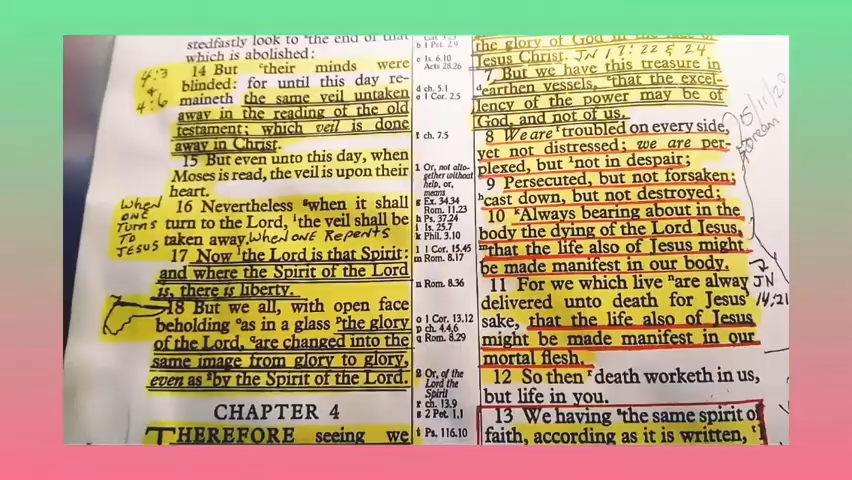 stedfastly look to the end of that
which is abolished:
14 But their minds were
blinded: for until this day re-
maineth the same veil untaken
away in the reading of the old
testament; which veil is done
away in Christ.
15 But even unto this day, when
Moses is read, the veil is upon their
heart.
16 Nevertheless when it shall
turn to the Lord, the veil shall be
taken away. When one Repents
17 Now the Lord is that Spirit:
and where the Spirit of the Lord
is, there is liberty.
18 But we all, with open face
beholding as in a glass the glory
of the Lord, are changed into the
same image from glory to glory,
even as by the Spirit of the Lord.
CHAPTER 4
THEREFORE seeing we
4:3
4:6
When
ONE
TURNS
TO
JESUS
b 1 Pet. 2.9
c Is. 6.10
Acts 28.26
d ch. 5.1
e 1 Cor. 2.5
f ch. 7.5
1 Or, not alto-
gether without
help, or,
means
g Ex. 34.34
Rom. 11.23
h Ps. 37.24
i Is. 25.7
k Phil. 3.10
l 1 Cor. 15.45
m Rom. 8.17
n Rom. 8.36
o 1 Cor. 13.12
p ch. 4.4,6
q Rom. 8.29
2 Or, of the
Lord the
Spirit
r ch. 13.9
s 2 Pet. 1.1
t Ps, 116.10
the glory of God in the face of
Jesus Christ. JN 17:22 & 24
7 But we have this treasure in
earthen vessels, that the excel-
lency of the power may be of
God, and not of us.
8 We are troubled on every side,
yet not distressed; we are per-
plexed, but not in despair;
9 Persecuted, but not forsaken;
cast down, but not destroyed;
10 Always bearing about in the
body the dying of the Lord Jesus,
that the life also of Jesus might
be made manifest in our body.
11 For we which live are alway
delivered unto death for Jesus'
sake, that the life also of Jesus
might be made manifest in our
mortal flesh.
12 So then death worketh in us,
but life in you.
13 We having the same spirit of
faith, according as it is written,
15/11/20
Dream
JN
14:21